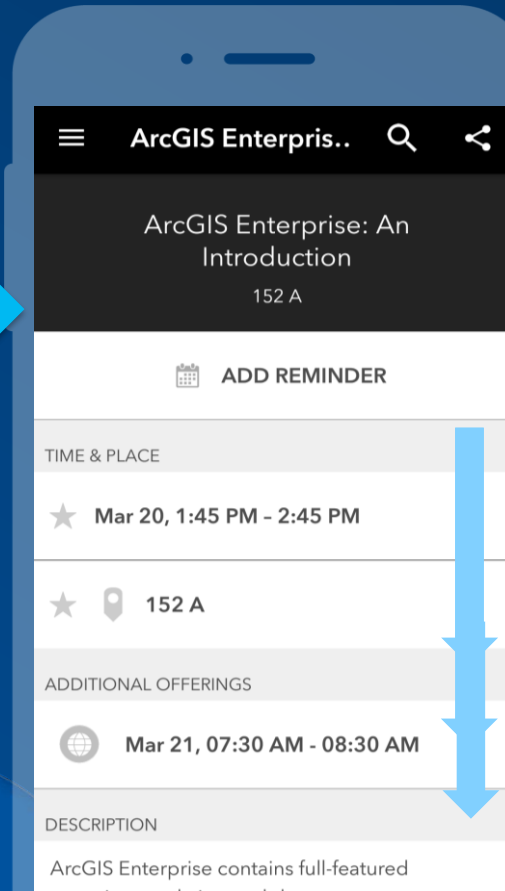 ArcGIS Enterpris..
ArcGIS Enterprise: An
Introduction
152 A
ADD REMINDER
TIME & PLACE
Mar 20, 1:45 PM – 2:45 PM
152 A
ADDITIONAL OFFERINGS
Mar 21, 07:30 AM - 08:30 AM
DESCRIPTION
ArcGIS Enterprise contains full-featured